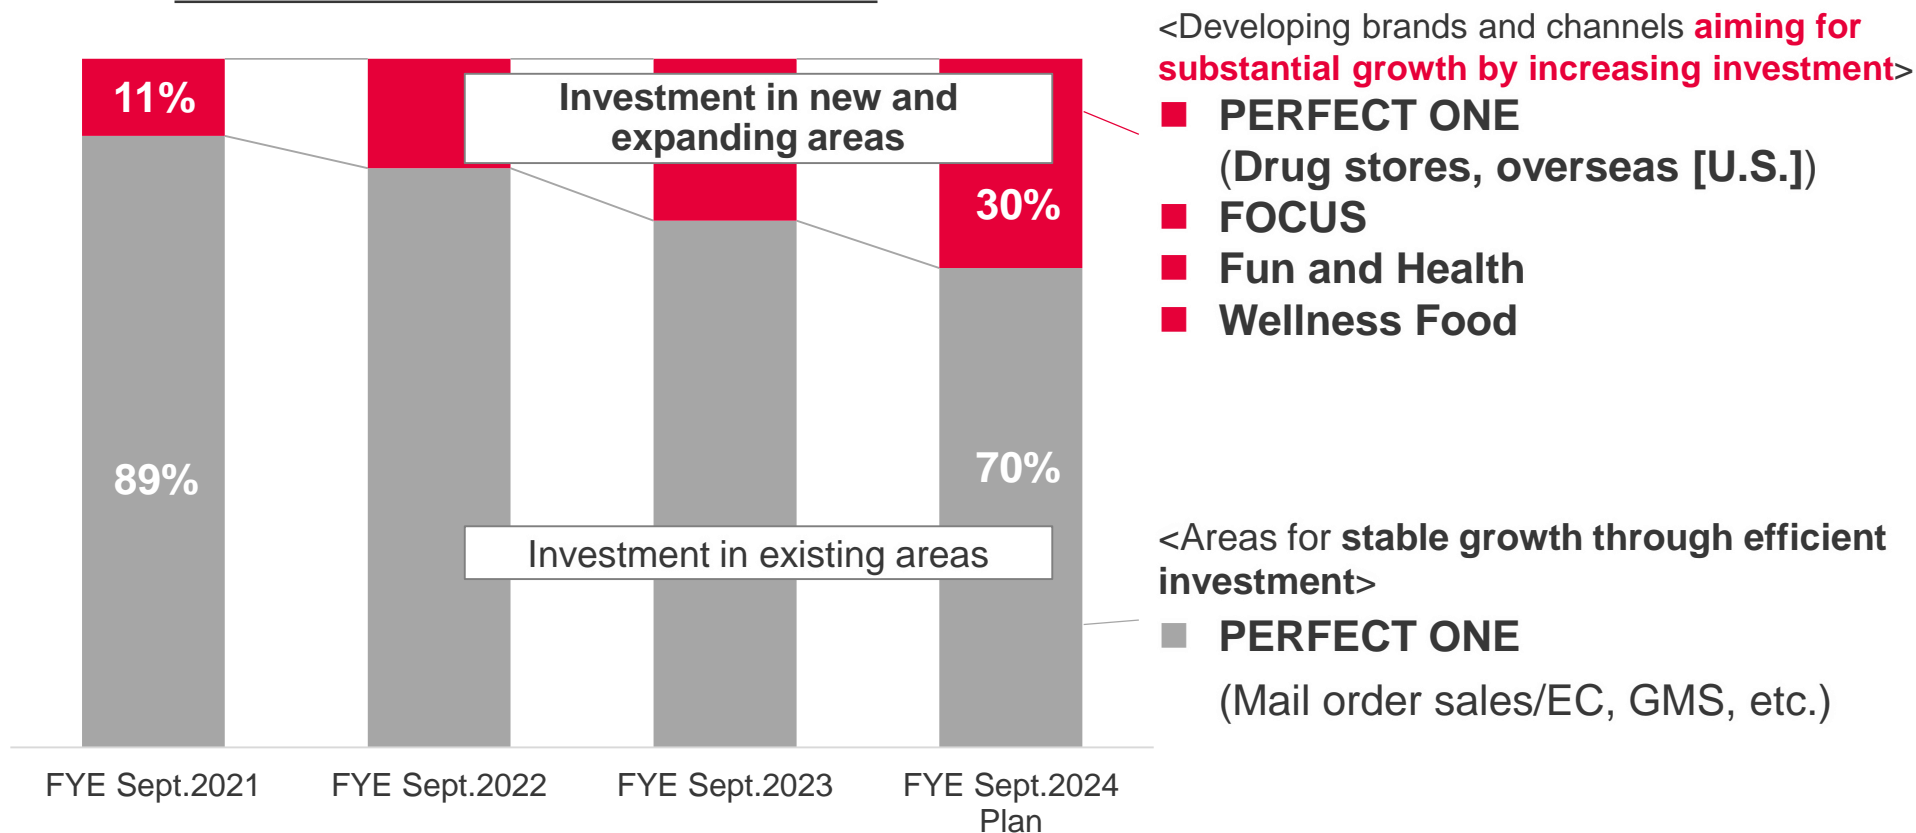 <Developing brands and channels aiming for
substantial growth by increasing investment>
■ PERFECT ONE
(Drug stores, overseas [U.S.])
■ FOCUS
■ Fun and Health
■ Wellness Food
11%
Investment in new and
expanding areas
30%
89%
70%
Investment in existing areas
<Areas for stable growth through efficient
investment>
■ PERFECT ONE
(Mail order sales/EC, GMS, etc.)
FYE Sept.2021
FYE Sept.2022
FYE Sept.2023
FYE Sept.2024
Plan